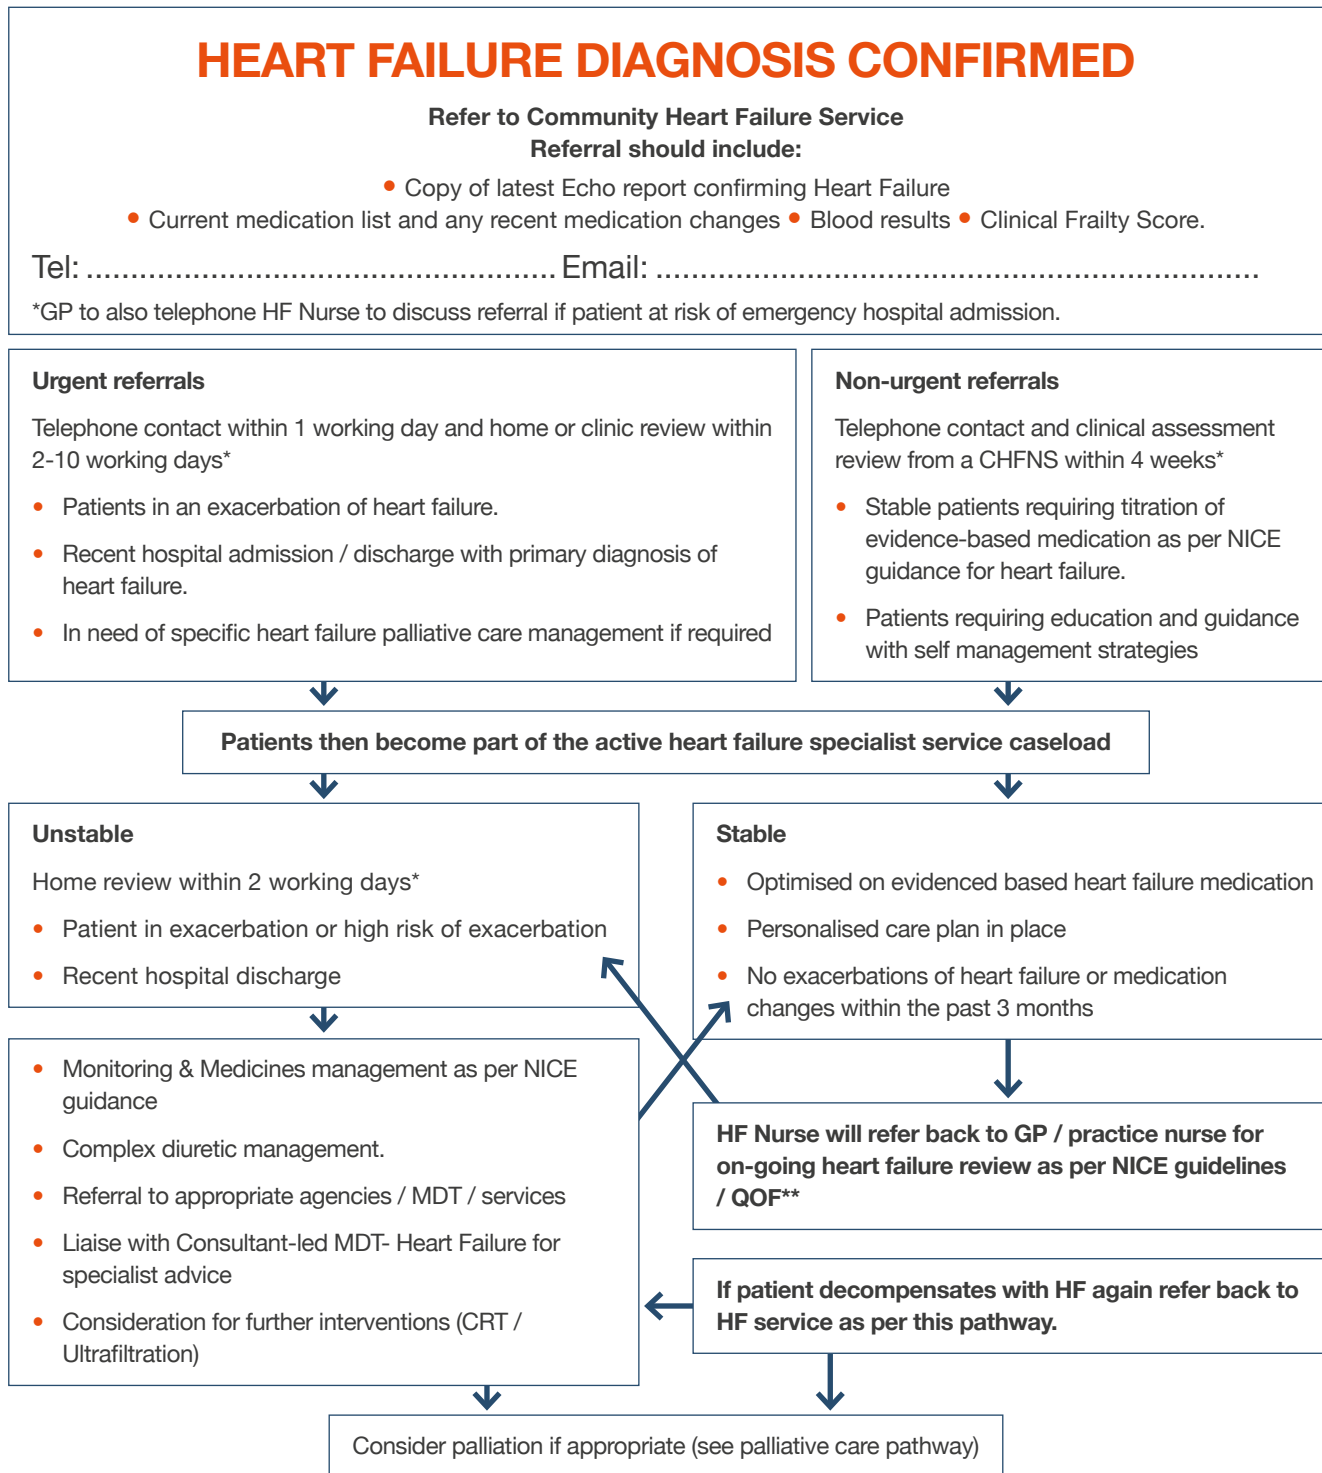 HEART FAILURE DIAGNOSIS CONFIRMED
Refer to Community Heart Failure Service
Referral should include:
• Copy of latest Echo report confirming Heart Failure
• Current medication list and any recent medication changes • Blood results • Clinical Frailty Score.
Tel: ..................................................... Email: ....................................................................
*GP to also telephone HF Nurse to discuss referral if patient at risk of emergency hospital admission.
Urgent referrals
Telephone contact within 1 working day and home or clinic review within
2-10 working days*
• Patients in an exacerbation of heart failure.
• Recent hospital admission / discharge with primary diagnosis of
heart failure.
• In need of specific heart failure palliative care management if required
Non-urgent referrals
Telephone contact and clinical assessment
review from a CHFNS within 4 weeks*
• Stable patients requiring titration of
evidence-based medication as per NICE
guidance for heart failure.
• Patients requiring education and guidance
with self management strategies
Patients then become part of the active heart failure specialist service caseload
Unstable
Home review within 2 working days*
• Patient in exacerbation or high risk of exacerbation
• Recent hospital discharge
Stable
• Optimised on evidenced based heart failure medication
• Personalised care plan in place
• No exacerbations of heart failure or medication
changes within the past 3 months
• Monitoring & Medicines management as per NICE
guidance
• Complex diuretic management.
• Referral to appropriate agencies / MDT / services
• Liaise with Consultant-led MDT- Heart Failure for
specialist advice
• Consideration for further interventions (CRT /
Ultrafiltration)
HF Nurse will refer back to GP / practice nurse for
on-going heart failure review as per NICE guidelines
/ QOF**
If patient decompensates with HF again refer back to
HF service as per this pathway.
Consider palliation if appropriate (see palliative care pathway)